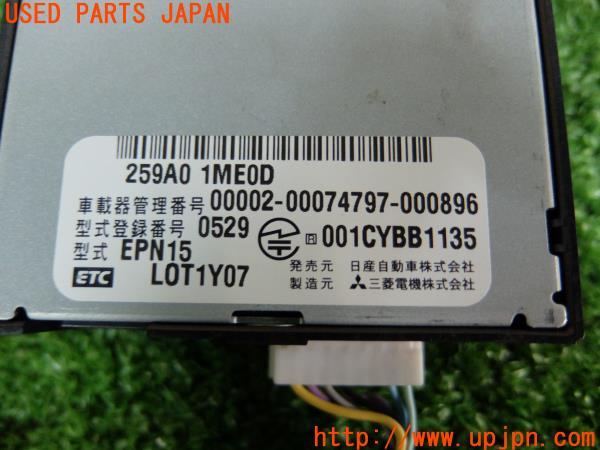 USED PARTS JAPAN
259A0 1ME0D
車載器管理番号 00002-00074797-000896
型式登録番号 0529
R 001CYBB1135
型式 EPN15
ETC LOT1Y07
発売元 日産自動車株式会社
製造元 三菱電機株式会社
https://www.upjpn.com/